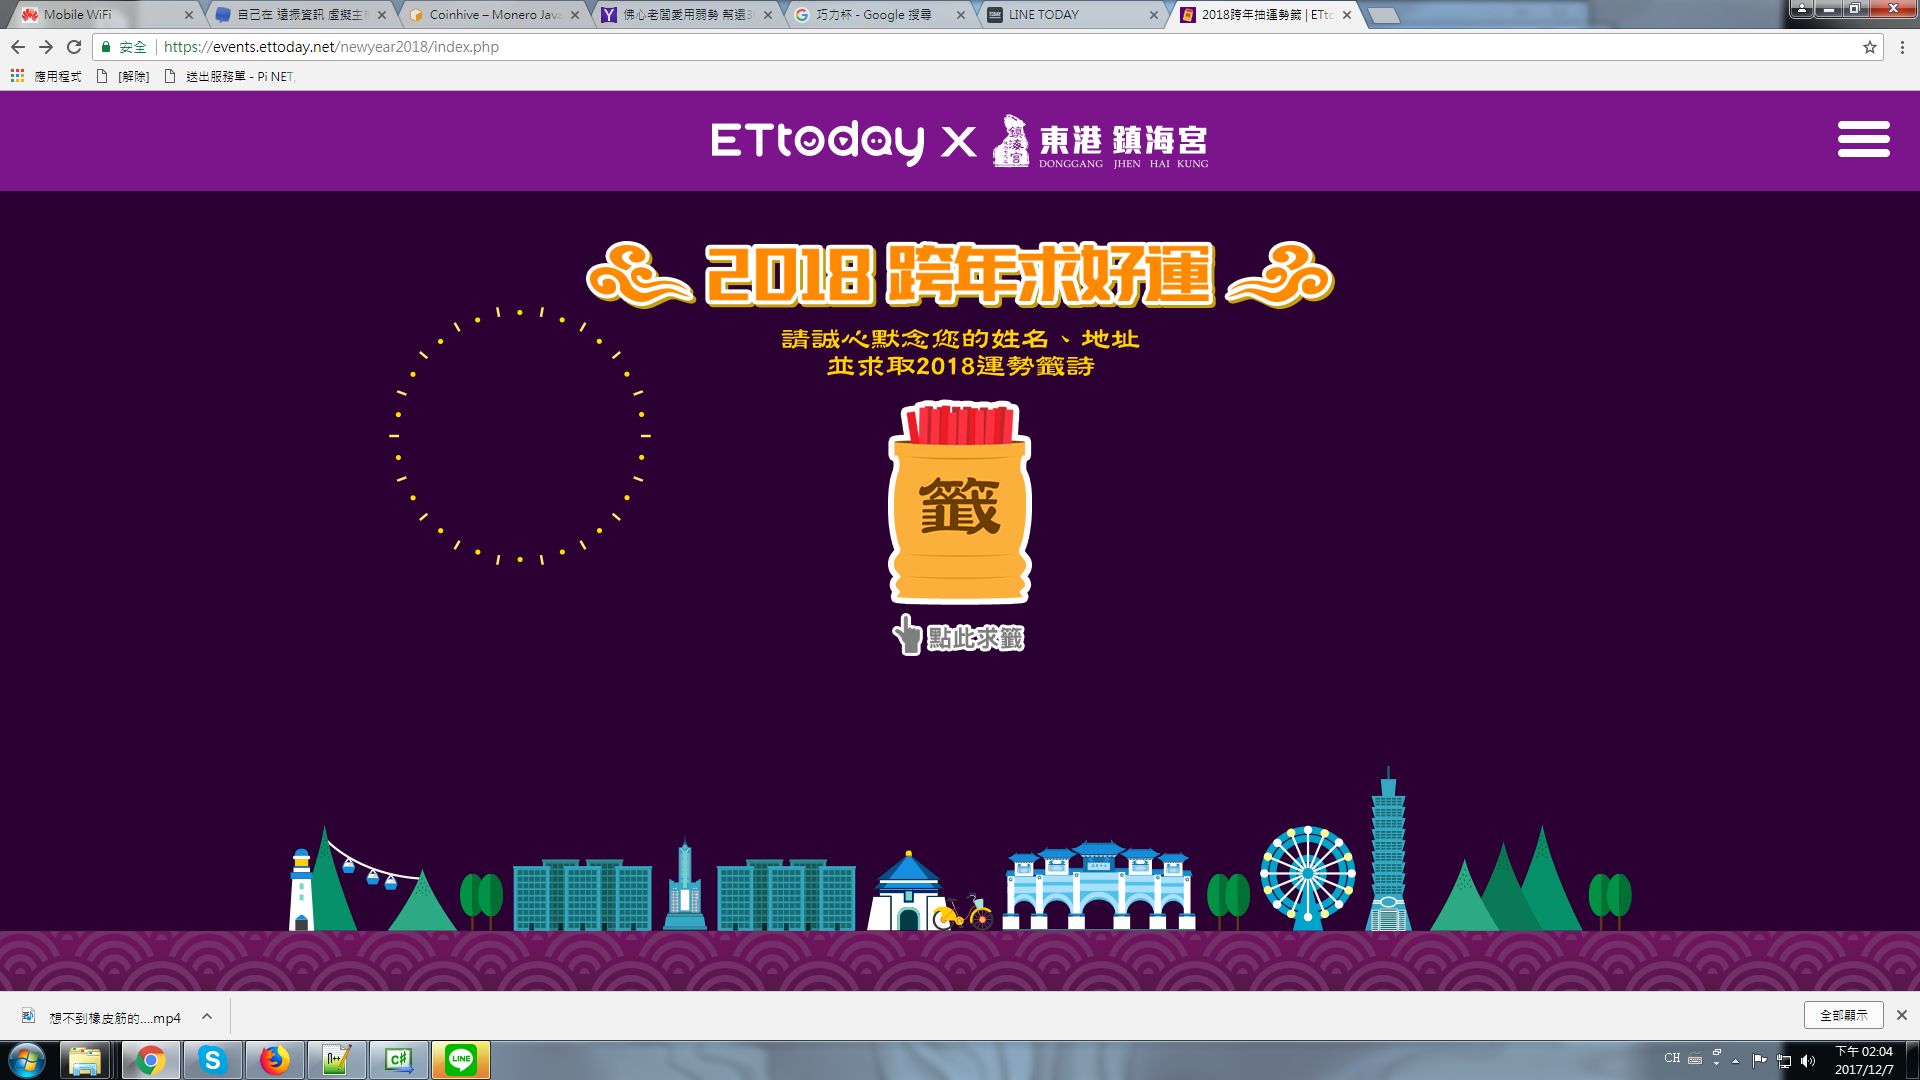 Mobile WiFi
自己在 遠振資訊 虛擬主
Coinhive – Monero Java
佛心老闆愛用弱勢 幫還3
巧力杯 - Google 搜尋
LINE TODAY
2018跨年抽運勢籤 | ETto
安全
https://events.ettoday.net/newyear2018/index.php
應用程式
[解除]
送出服務單 - Pi NET,
ETtoday X 鎮海宮 東港 鎮海宮
DONGGANG JHEN HAI KUNG
2018 跨年求好運
請誠心默念您的姓名、地址
並求取2018運勢籤詩
籤
點此求籤
想不到橡皮筋的....mp4
全部顯示
LINE
CH
下午 02:04
2017/12/7